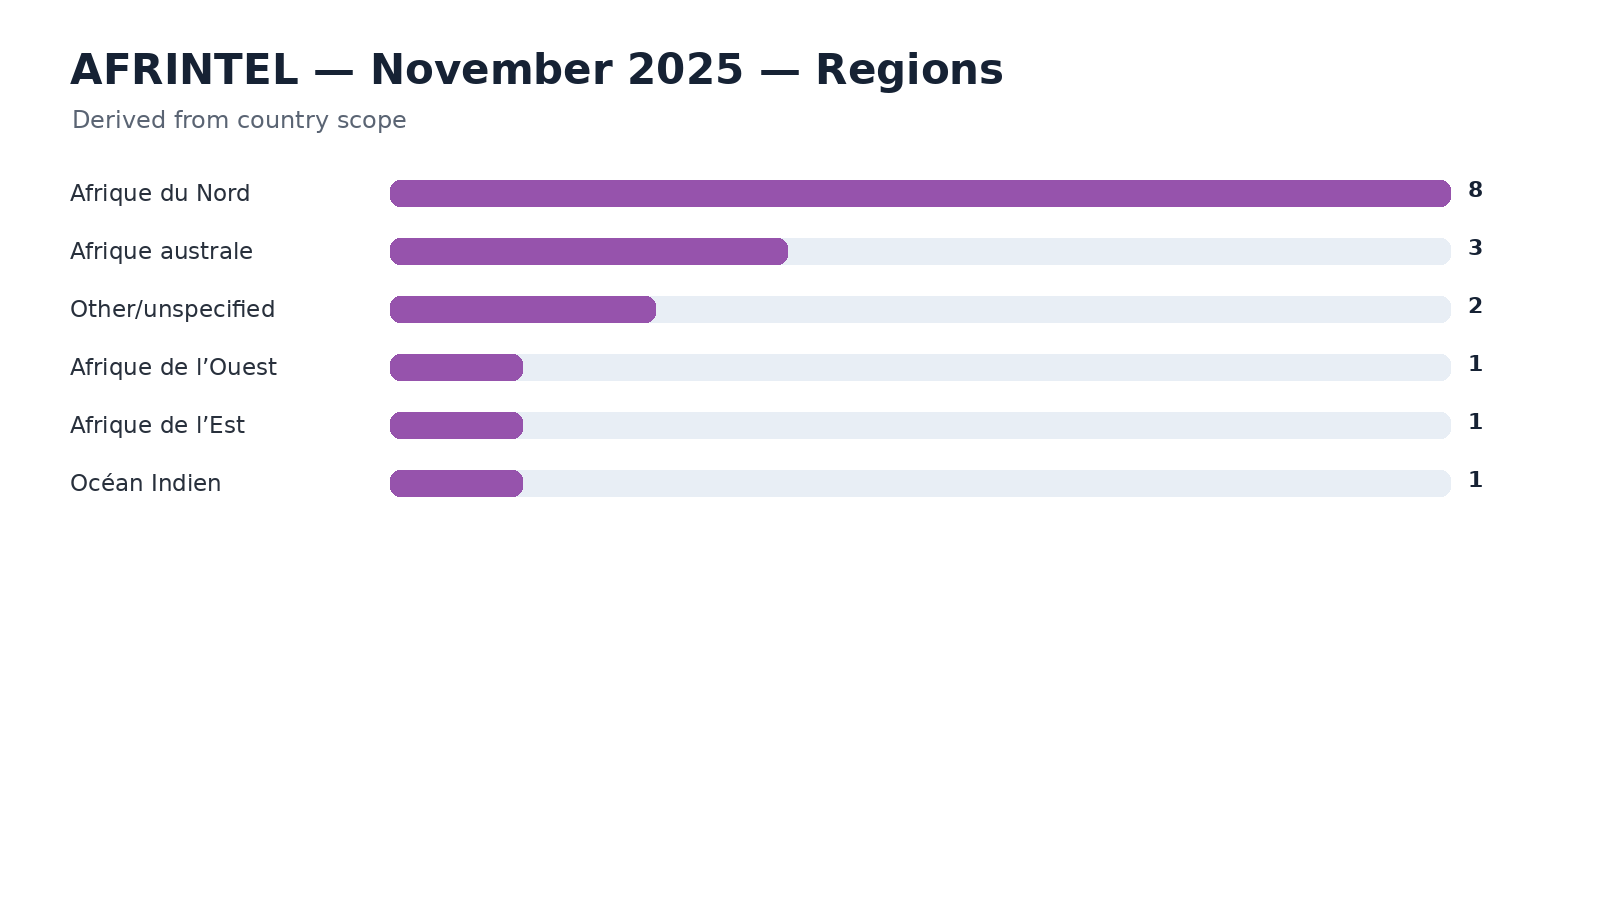 AFRINTEL — November 2025 — Regions
Derived from country scope
Afrique du Nord 8
Afrique australe 3
Other/unspecified 2
Afrique de l’Ouest 1
Afrique de l’Est 1
Océan Indien 1